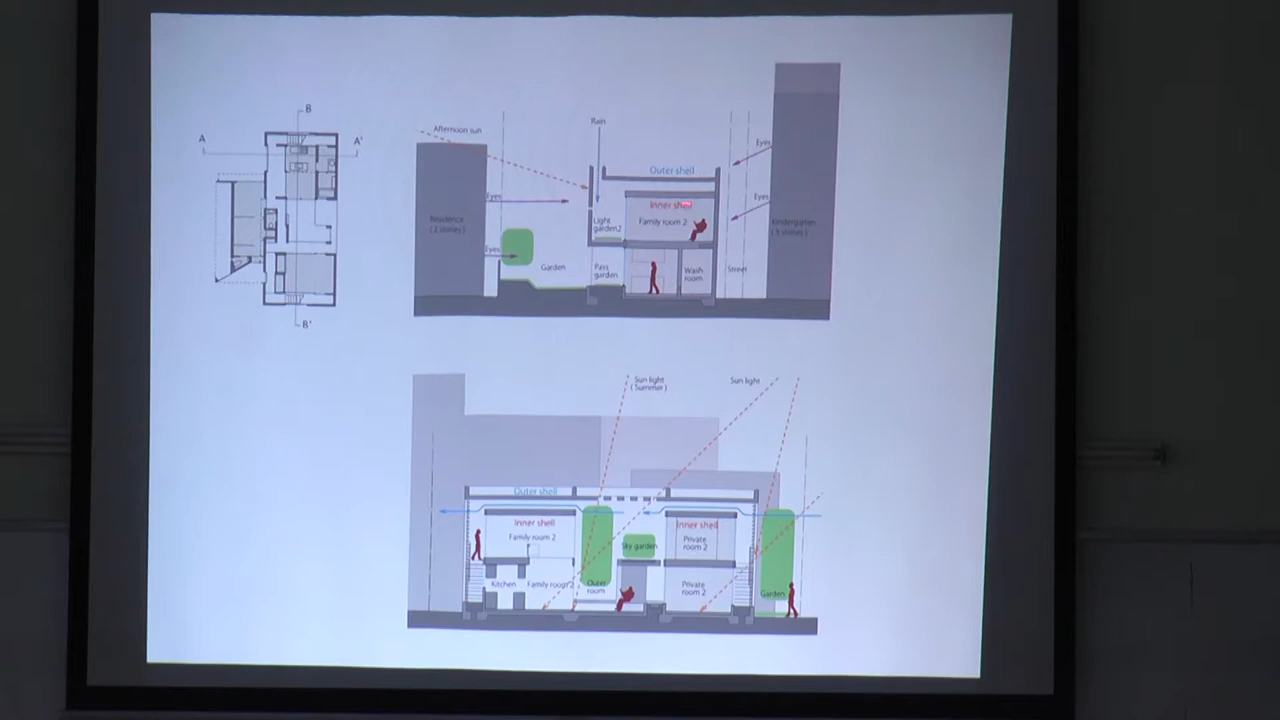 B
A
A'
B'
Afternoon sun
Rain
Eyes
Outer shell
Eyes
Eyes
Inner shell
Residence
( 2 stories )
Light
garden2
Family room 2
Kindergarten
( 3 stories )
Eyes
Garden
Pass
garden
Wash
room
Street
Sun light
( Summer )
Sun light
Outer shell
Inner shell
Family room 2
Inner shell
Sky garden
Private
room 2
Kitchen
Family room 2
Outer
room
Private
room 2
Garden